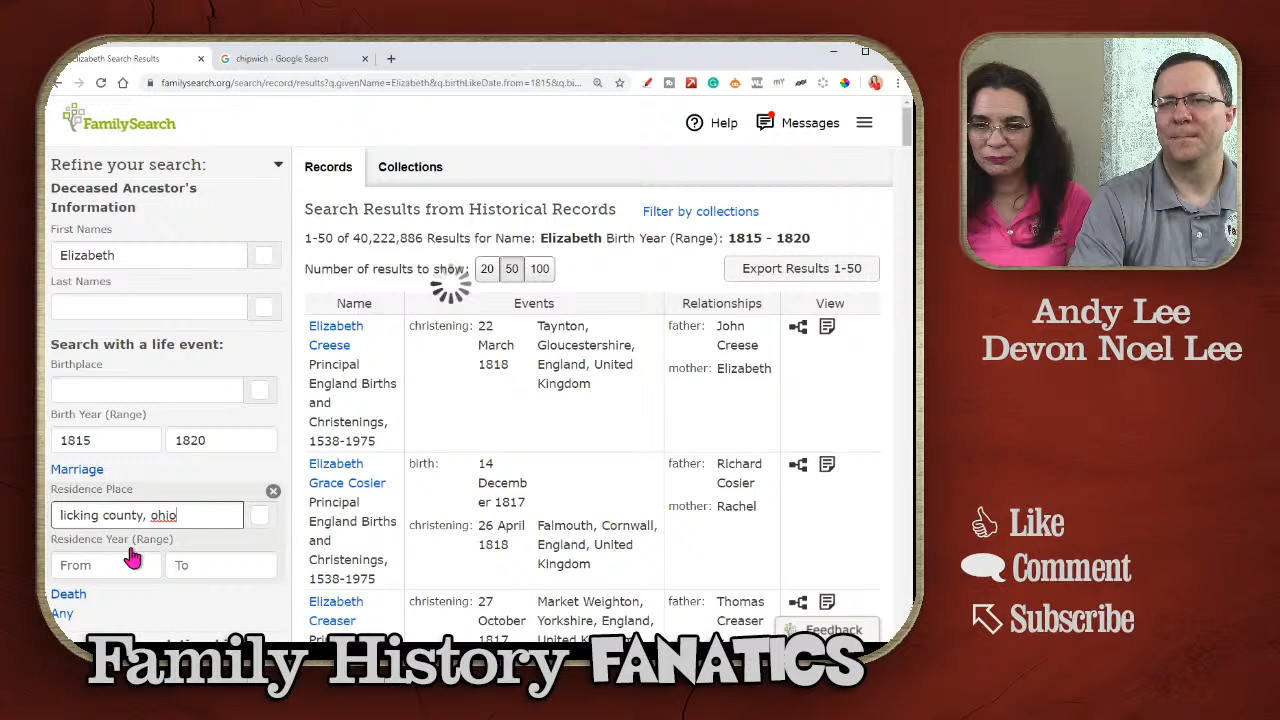 Elizabeth Search Results
chipwich - Google Search
familysearch.org/search/record/results?q.givenName=Elizabeth&q.birthLikeDate.from=1815&q.bi...
FamilySearch
Help
Messages
Refine your search:
Records
Collections
Deceased Ancestor's
Information
First Names
Elizabeth
Last Names
Search with a life event:
Birthplace
Birth Year (Range)
1815
1820
Marriage
Residence Place
licking county, ohio
Residence Year (Range)
From
To
Death
Any
Search Results from Historical Records
Filter by collections
1-50 of 40,222,886 Results for Name: Elizabeth Birth Year (Range): 1815 - 1820
Number of results to show:
20
50
100
Export Results 1-50
Name
Events
Relationships
View
Elizabeth
Creese
Principal
England Births
and
Christenings,
1538-1975
christening:
22
March
1818
Taynton,
Gloucestershire,
England, United
Kingdom
father:
John
Creese
mother:
Elizabeth
Elizabeth
Grace Cosier
Principal
England Births
and
Christenings,
1538-1975
birth:
14
Decemb
er 1817
christening:
26 April
1818
Falmouth, Cornwall,
England, United
Kingdom
father:
Richard
Cosier
mother:
Rachel
Elizabeth
Creaser
christening:
27
October
1817
Market Weighton,
Yorkshire, England,
father:
Thomas
Creaser
Feedback
Andy Lee
Devon Noel Lee
Like
Comment
Subscribe
Family History FANATICS